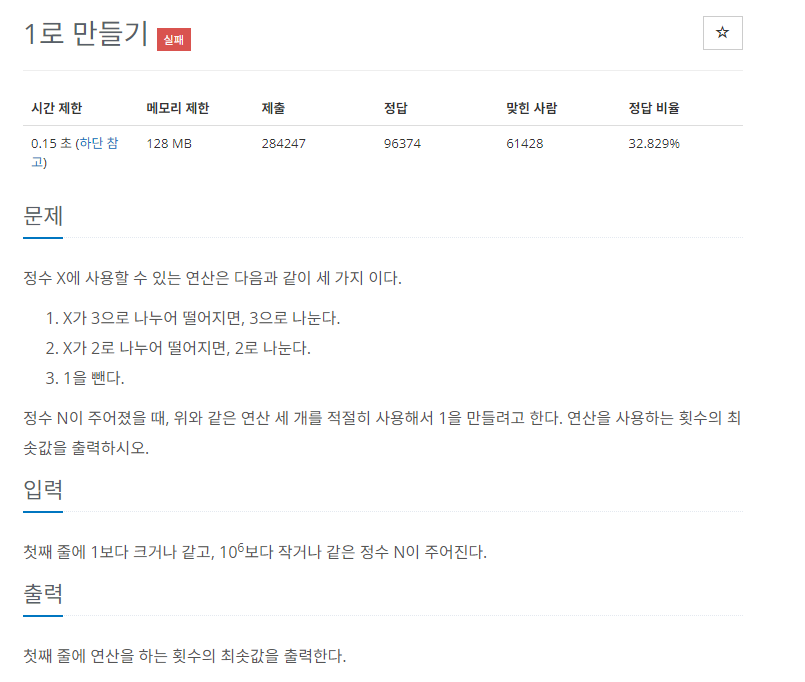 1로 만들기 실패
☆
시간 제한 메모리 제한 제출 정답 맞힌 사람 정답 비율
0.15 초 (하단 참
고) 128 MB 284247 96374 61428 32.829%
문제
정수 X에 사용할 수 있는 연산은 다음과 같이 세 가지 이다.
1. X가 3으로 나누어 떨어지면, 3으로 나눈다.
2. X가 2로 나누어 떨어지면, 2로 나눈다.
3. 1을 뺀다.
정수 N이 주어졌을 때, 위와 같은 연산 세 개를 적절히 사용해서 1을 만들려고 한다. 연산을 사용하는 횟수의 최
솟값을 출력하시오.
입력
첫째 줄에 1보다 크거나 같고, 10⁶보다 작거나 같은 정수 N이 주어진다.
출력
첫째 줄에 연산을 하는 횟수의 최솟값을 출력한다.